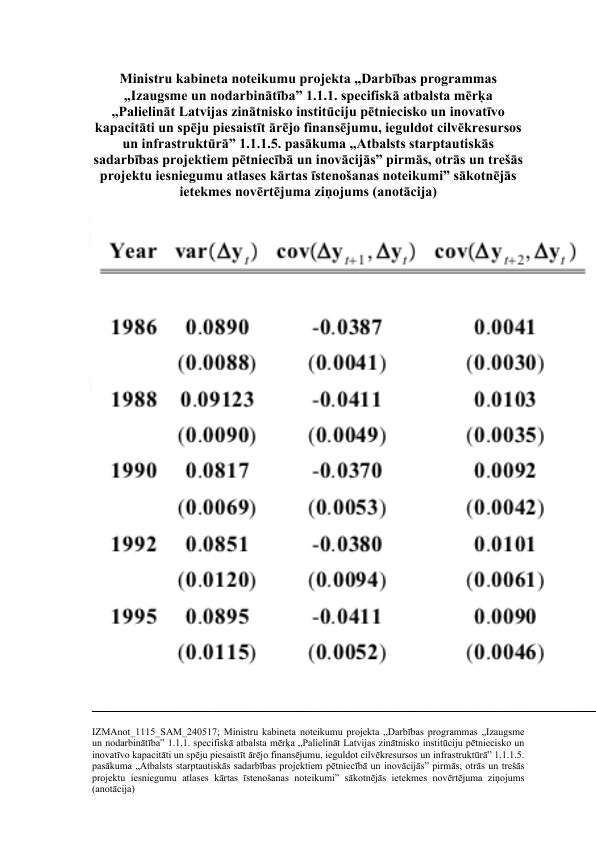 Ministru kabineta noteikumu projekta „Darbības programmas
„Izaugsme un nodarbinātība” 1.1.1. specifiskā atbalsta mērķa
„Palielināt Latvijas zinātnisko institūciju pētniecisko un inovatīvo
kapacitāti un spēju piesaistīt ārējo finansējumu, ieguldot cilvēkresursos
un infrastruktūrā” 1.1.1.5. pasākuma „Atbalsts starptautiskās
sadarbības projektiem pētniecībā un inovācijās” pirmās, otrās un trešās
projektu iesniegumu atlases kārtas īstenošanas noteikumi” sākotnējās
ietekmes novērtējuma ziņojums (anotācija)
Year var(Δy_t) cov(Δy_{t+1}, Δy_t) cov(Δy_{t+2}, Δy_t)
1986 0.0890 -0.0387 0.0041
(0.0088) (0.0041) (0.0030)
1988 0.09123 -0.0411 0.0103
(0.0090) (0.0049) (0.0035)
1990 0.0817 -0.0370 0.0092
(0.0069) (0.0053) (0.0042)
1992 0.0851 -0.0380 0.0101
(0.0120) (0.0094) (0.0061)
1995 0.0895 -0.0411 0.0090
(0.0115) (0.0052) (0.0046)
IZMAnot_1115_SAM_240517; Ministru kabineta noteikumu projekta „Darbības programmas „Izaugsme
un nodarbinātība” 1.1.1. specifiskā atbalsta mērķa „Palielināt Latvijas zinātnisko institūciju pētniecisko un
inovatīvo kapacitāti un spēju piesaistīt ārējo finansējumu, ieguldot cilvēkresursos un infrastruktūrā” 1.1.1.5.
pasākuma „Atbalsts starptautiskās sadarbības projektiem pētniecībā un inovācijās” pirmās, otrās un trešās
projektu iesniegumu atlases kārtas īstenošanas noteikumi” sākotnējās ietekmes novērtējuma ziņojums
(anotācija)